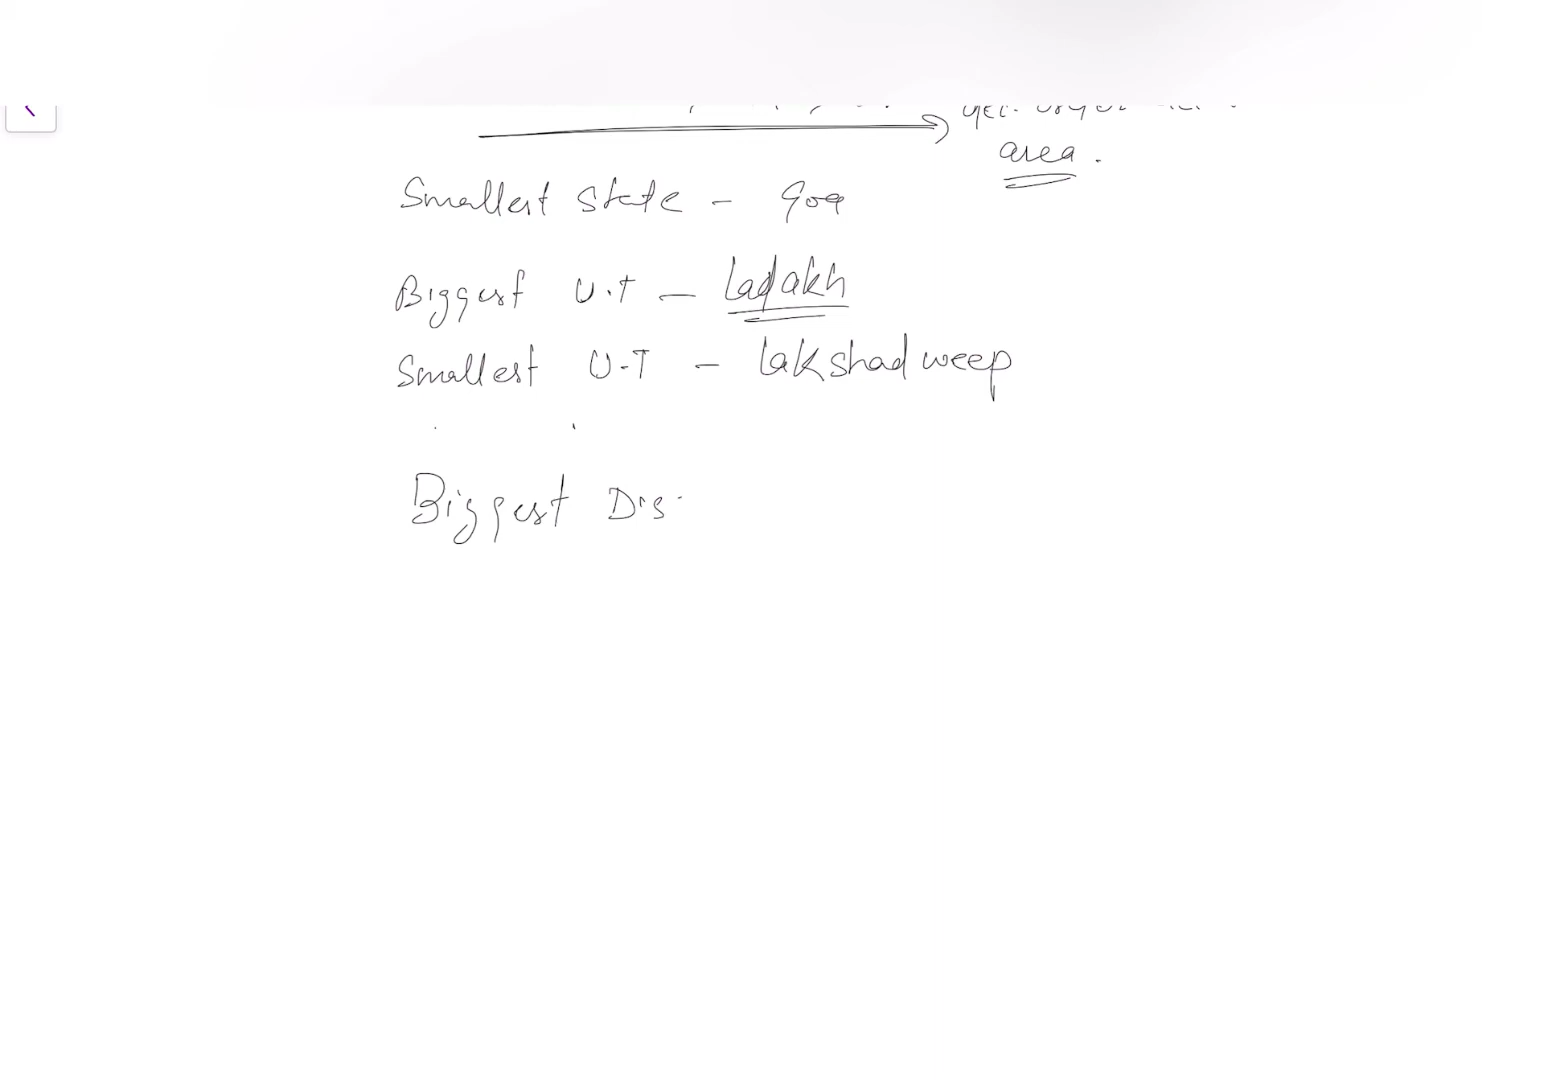 area.
Smallest state - Goa
Biggest U.T - Ladakh
Smallest U.T - Lakshadweep
Biggest Dis